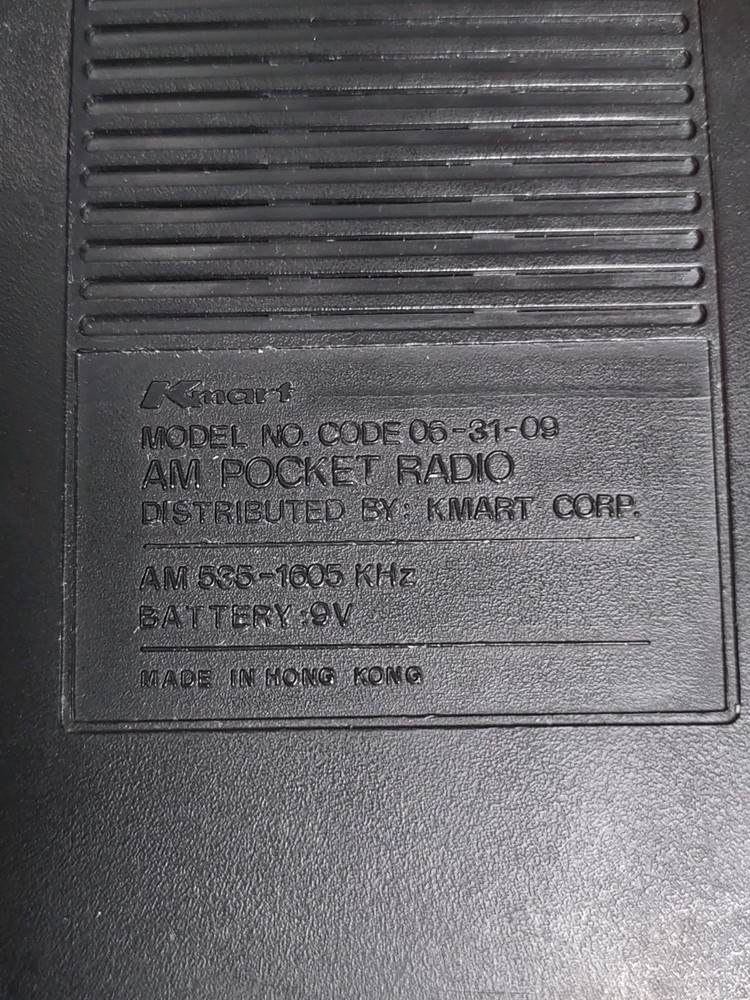 Kmart
MODEL NO. CODE 06-31-09
AM POCKET RADIO
DISTRIBUTED BY: KMART CORP.
AM 535-1605 KHz
BATTERY:9V
MADE IN HONG KONG